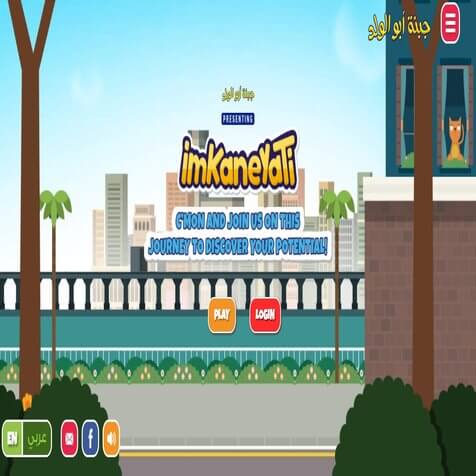 جبنة أبو الولد
جبنة أبو الولد
PRESENTING
imKaneYaTi
C'MON AND JOIN US ON THIS
JOURNEY TO DISCOVER YOUR POTENTIAL!
PLAY LOGIN
EN عربي